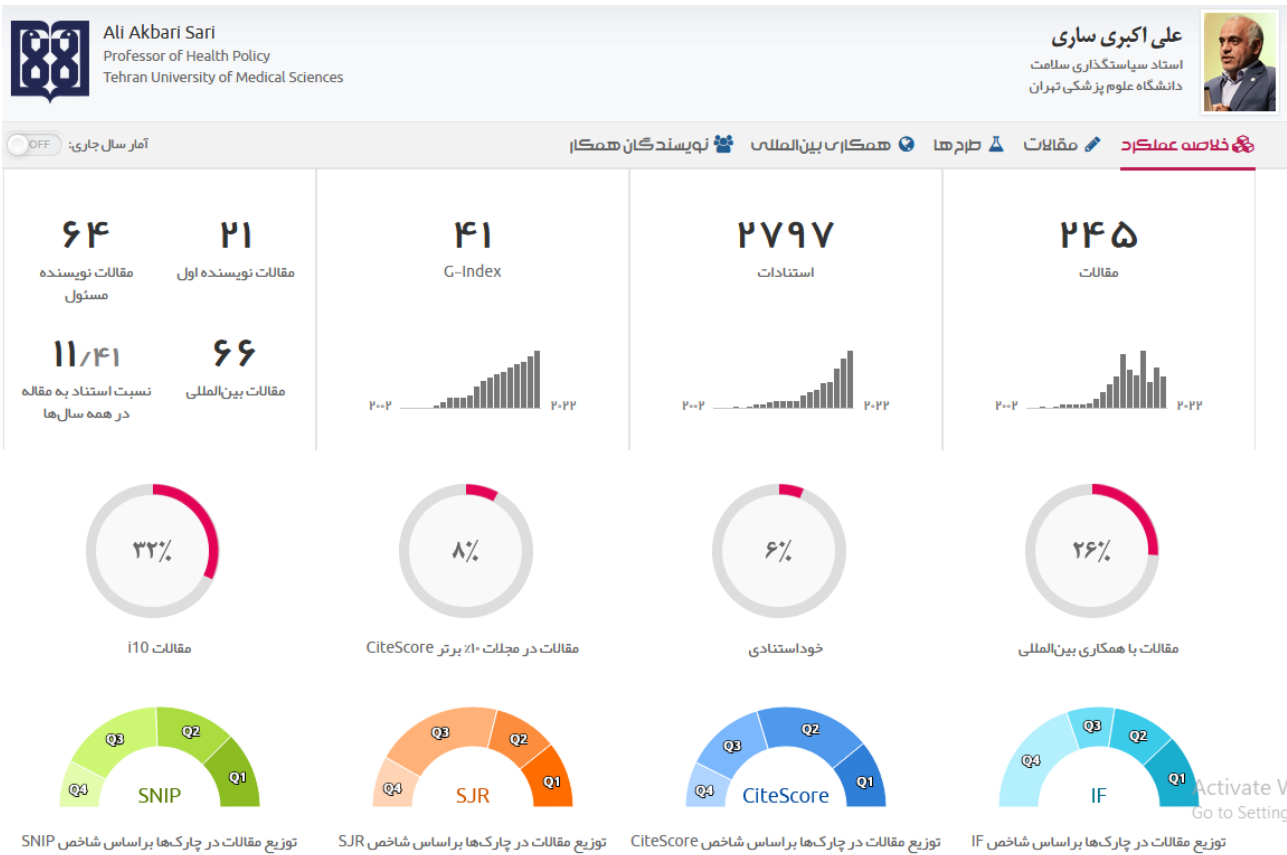 Ali Akbari Sari
Professor of Health Policy
Tehran University of Medical Sciences
علی اکبری ساری
استاد سیاستگذاری سلامت
دانشگاه علوم پزشکی تهران
خلاصه عملکرد مقالات طرح‌ها همکاری بین‌المللی نویسندگان همکار
آمار سال جاری: OFF
۲۴۵
مقالات
۲۰۰۲ ۲۰۲۲
۲۷۹۷
استنادات
۲۰۰۲ ۲۰۲۲
۴۱
G-Index
۲۰۰۲ ۲۰۲۲
۲۱
مقالات نویسنده اول
۶۴
مقالات نویسنده
مسئول
۶۶
مقالات بین‌المللی
۱۱٫۴۱
نسبت استناد به مقاله
در همه سال‌ها
۲۶٪
مقالات با همکاری بین‌المللی
۶٪
خوداستنادی
۸٪
مقالات در مجلات ۱۰٪ برتر CiteScore
۳۲٪
مقالات i10
Q4 Q3 Q2 Q1
IF
توزیع مقالات در چارک‌ها براساس شاخص IF
Q4 Q3 Q2 Q1
CiteScore
توزیع مقالات در چارک‌ها براساس شاخص CiteScore
Q4 Q3 Q2 Q1
SJR
توزیع مقالات در چارک‌ها براساس شاخص SJR
Q4 Q3 Q2 Q1
SNIP
توزیع مقالات در چارک‌ها براساس شاخص SNIP
Activate W
Go to Setting